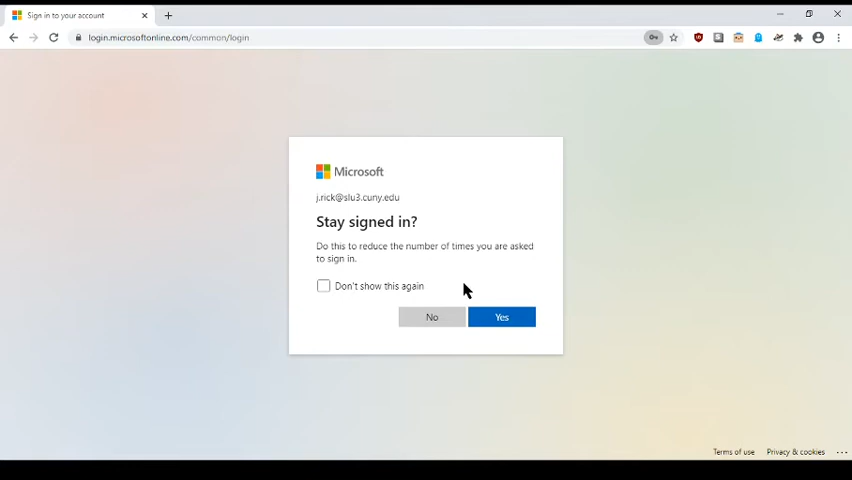 Sign in to your account
login.microsoftonline.com/common/login
Microsoft
j.rick@slu3.cuny.edu
Stay signed in?
Do this to reduce the number of times you are asked
to sign in.
Don't show this again
No
Yes
Terms of use
Privacy & cookies
...